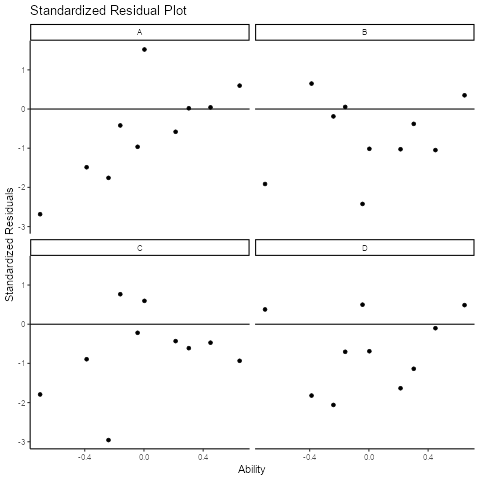 Standardized Residual Plot
A
B
1
0
-1
-2
-3
C
D
1
0
-1
-2
-3
-0.4
0.0
0.4
-0.4
0.0
0.4
Ability
Standardized Residuals